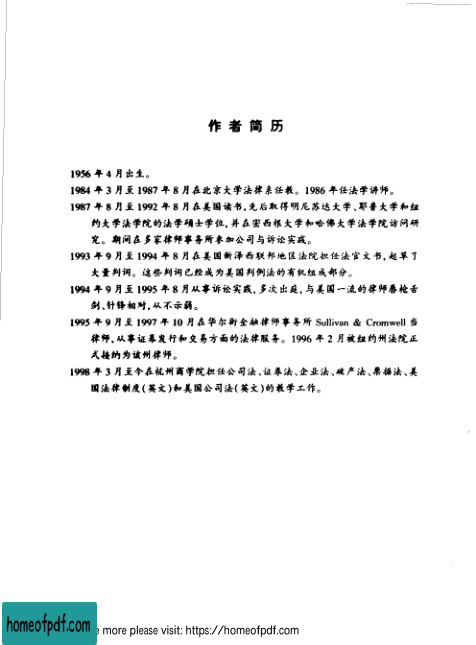 作者简历
1956 年 4 月出生。
1984 年 3 月至 1987 年 8 月在北京大学法律系任教。1986 年任法学讲师。
1987 年 8 月至 1992 年 8 月在美国读书,先后取得明尼苏达大学、耶鲁大学和纽
约大学法学院的法学硕士学位,并在密西根大学和哈佛大学法学院访问研
究。期间在多家律师事务所参加公司与诉讼实践。
1993 年 9 月至 1994 年 8 月在美国新泽西联邦地区法院担任法官文书,起草了
大量判词。这些判词已经成为美国判例法的有机组成部分。
1994 年 9 月至 1995 年 8 月从事诉讼实践,多次出庭,与美国一流的律师唇枪舌
剑、针锋相对,从不示弱。
1995 年 9 月至 1997 年 10 月在华尔街金融律师事务所 Sullivan & Cromwell 当
律师,从事证券发行和交易方面的法律服务。1996 年 2 月被纽约州法院正
式接纳为该州律师。
1998 年 3 月至今在杭州商学院担任公司法、证券法、企业法、破产法、票据法、美
国法律制度(英文)和美国公司法(英文)的教学工作。
homeofpdf.com
e more please visit: https://homeofpdf.com